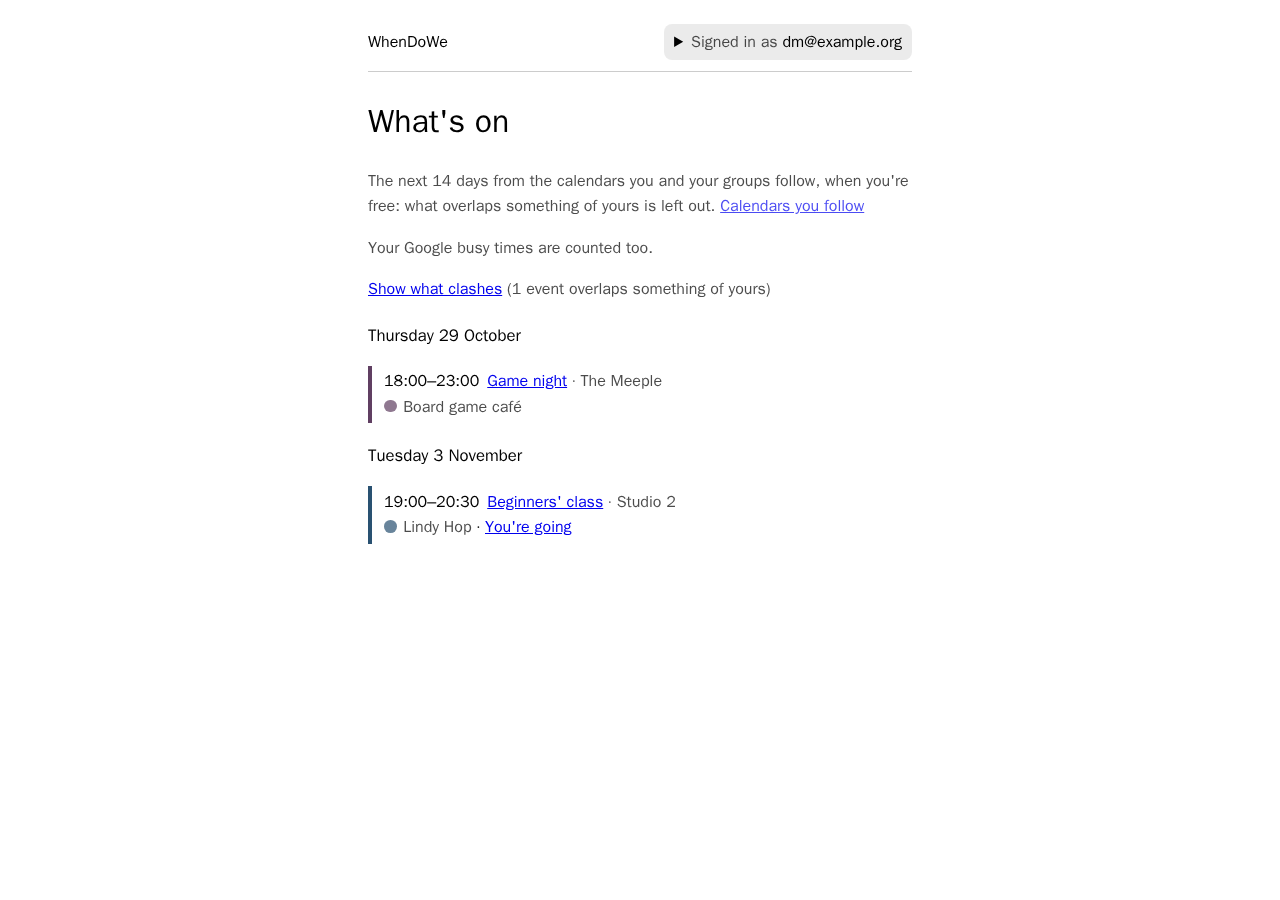 WhenDoWe
Signed in as dm@example.org
What's on
The next 14 days from the calendars you and your groups follow, when you're
free: what overlaps something of yours is left out. Calendars you follow
Your Google busy times are counted too.
Show what clashes (1 event overlaps something of yours)
Thursday 29 October
18:00–23:00 Game night · The Meeple
Board game café
Tuesday 3 November
19:00–20:30 Beginners' class · Studio 2
Lindy Hop · You're going